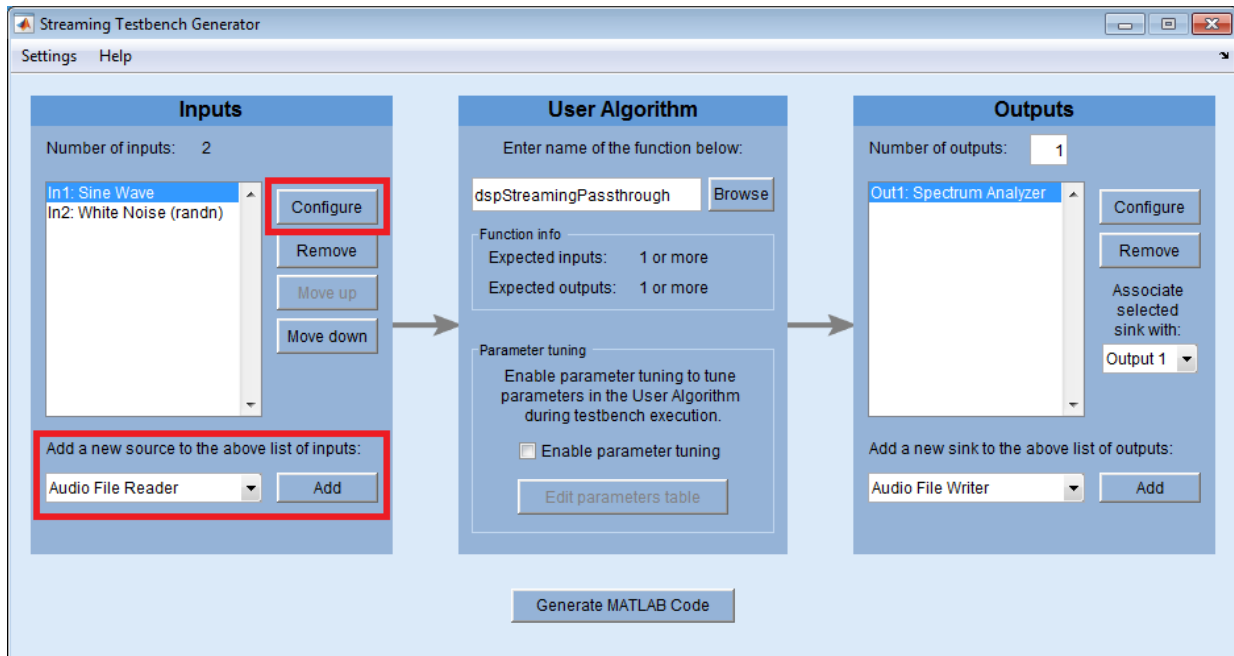 Streaming Testbench Generator
Settings Help
Inputs
Number of inputs: 2
In1: Sine Wave
In2: White Noise (randn)
Configure
Remove
Move up
Move down
Add a new source to the above list of inputs:
Audio File Reader
Add
User Algorithm
Enter name of the function below:
dspStreamingPassthrough
Browse
Function info
Expected inputs: 1 or more
Expected outputs: 1 or more
Parameter tuning
Enable parameter tuning to tune
parameters in the User Algorithm
during testbench execution.
Enable parameter tuning
Edit parameters table
Outputs
Number of outputs: 1
Out1: Spectrum Analyzer
Configure
Remove
Associate
selected
sink with:
Output 1
Add a new sink to the above list of outputs:
Audio File Writer
Add
Generate MATLAB Code